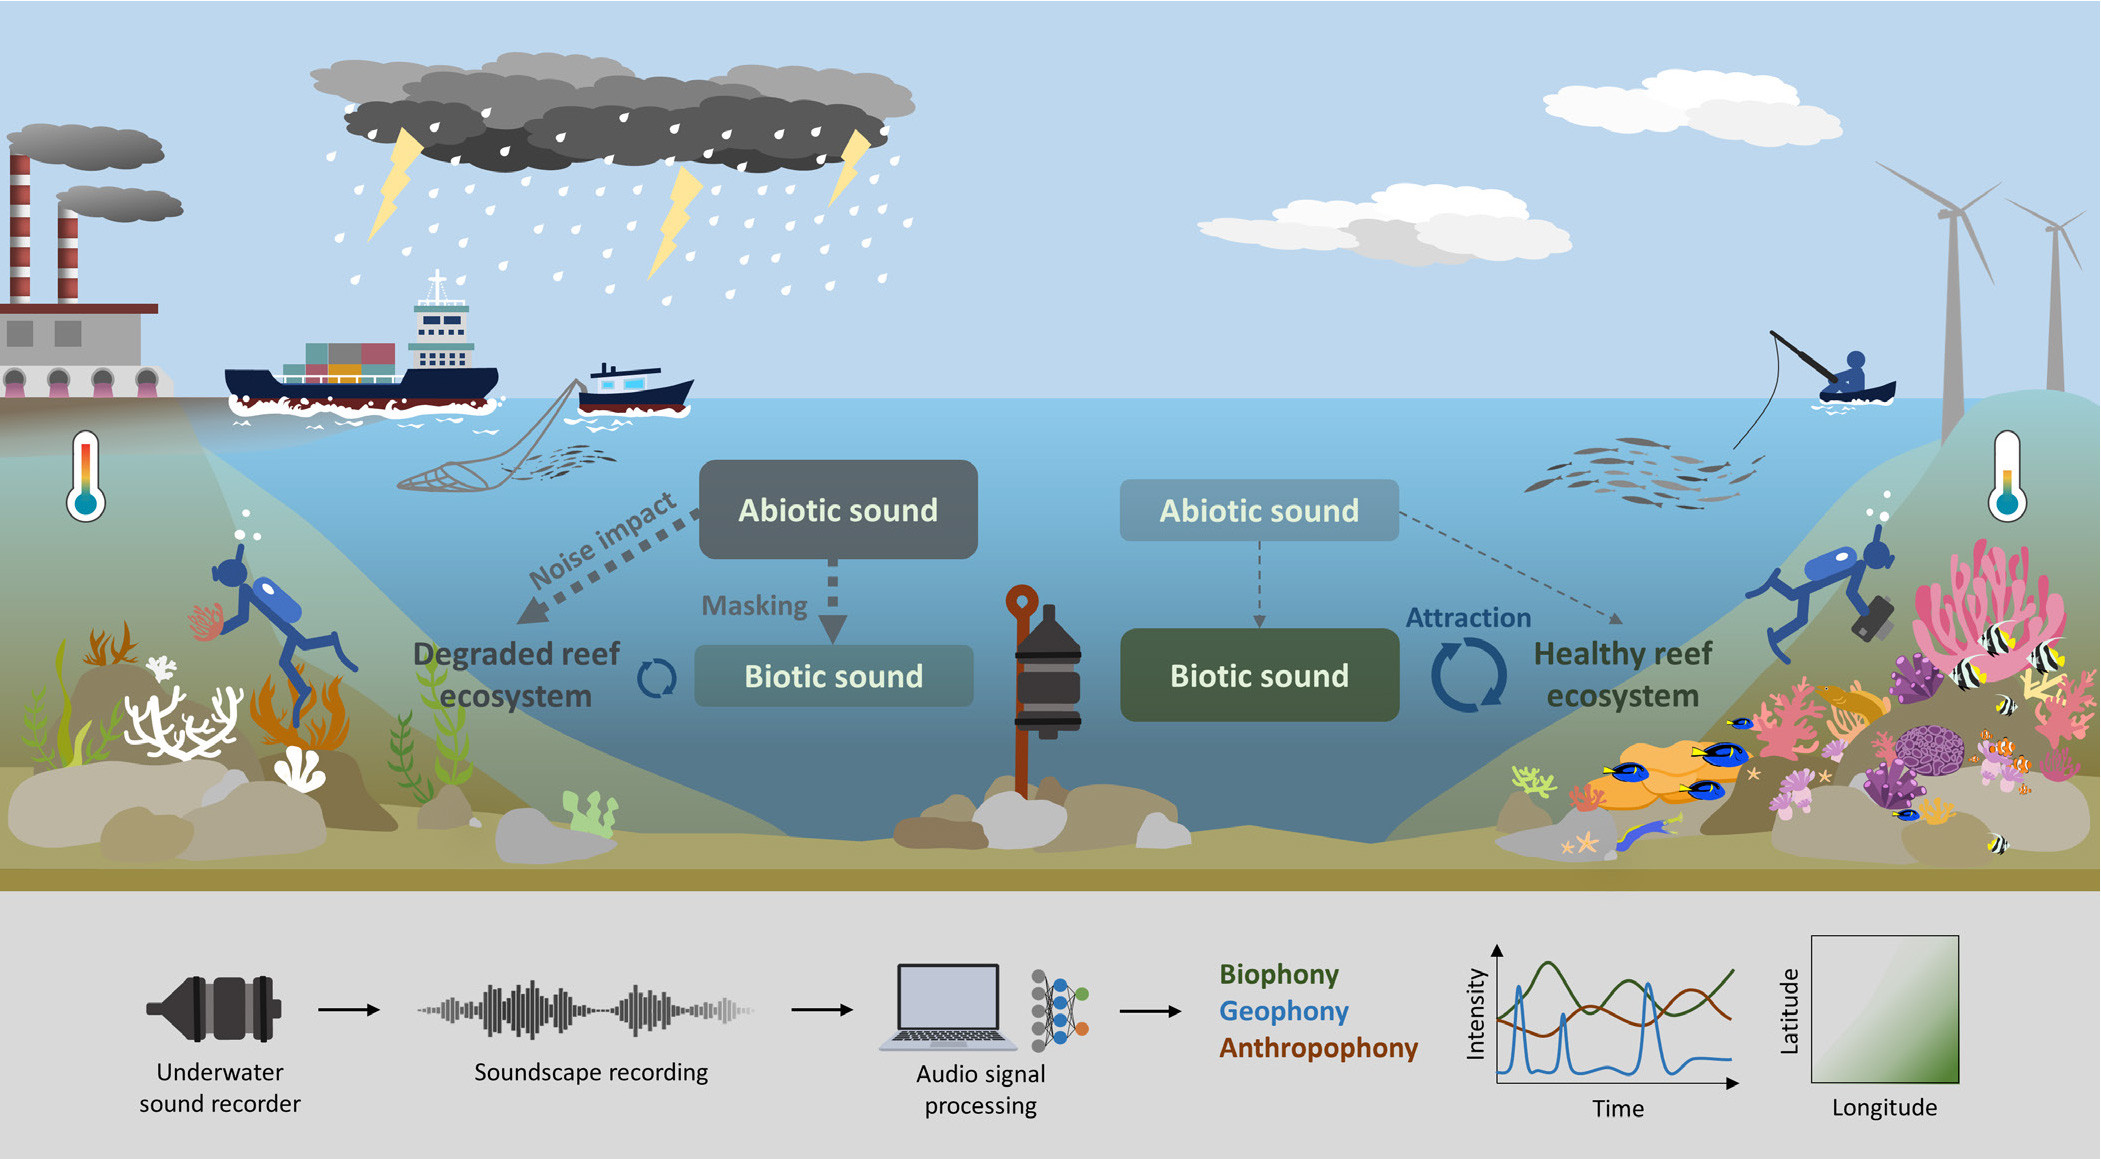 Abiotic sound
Noise impact
Masking
Degraded reef
ecosystem
Biotic sound
Abiotic sound
Attraction
Biotic sound
Healthy reef
ecosystem
Underwater
sound recorder
Soundscape recording
Audio signal
processing
Biophony
Geophony
Anthropophony
Intensity
Time
Latitude
Longitude